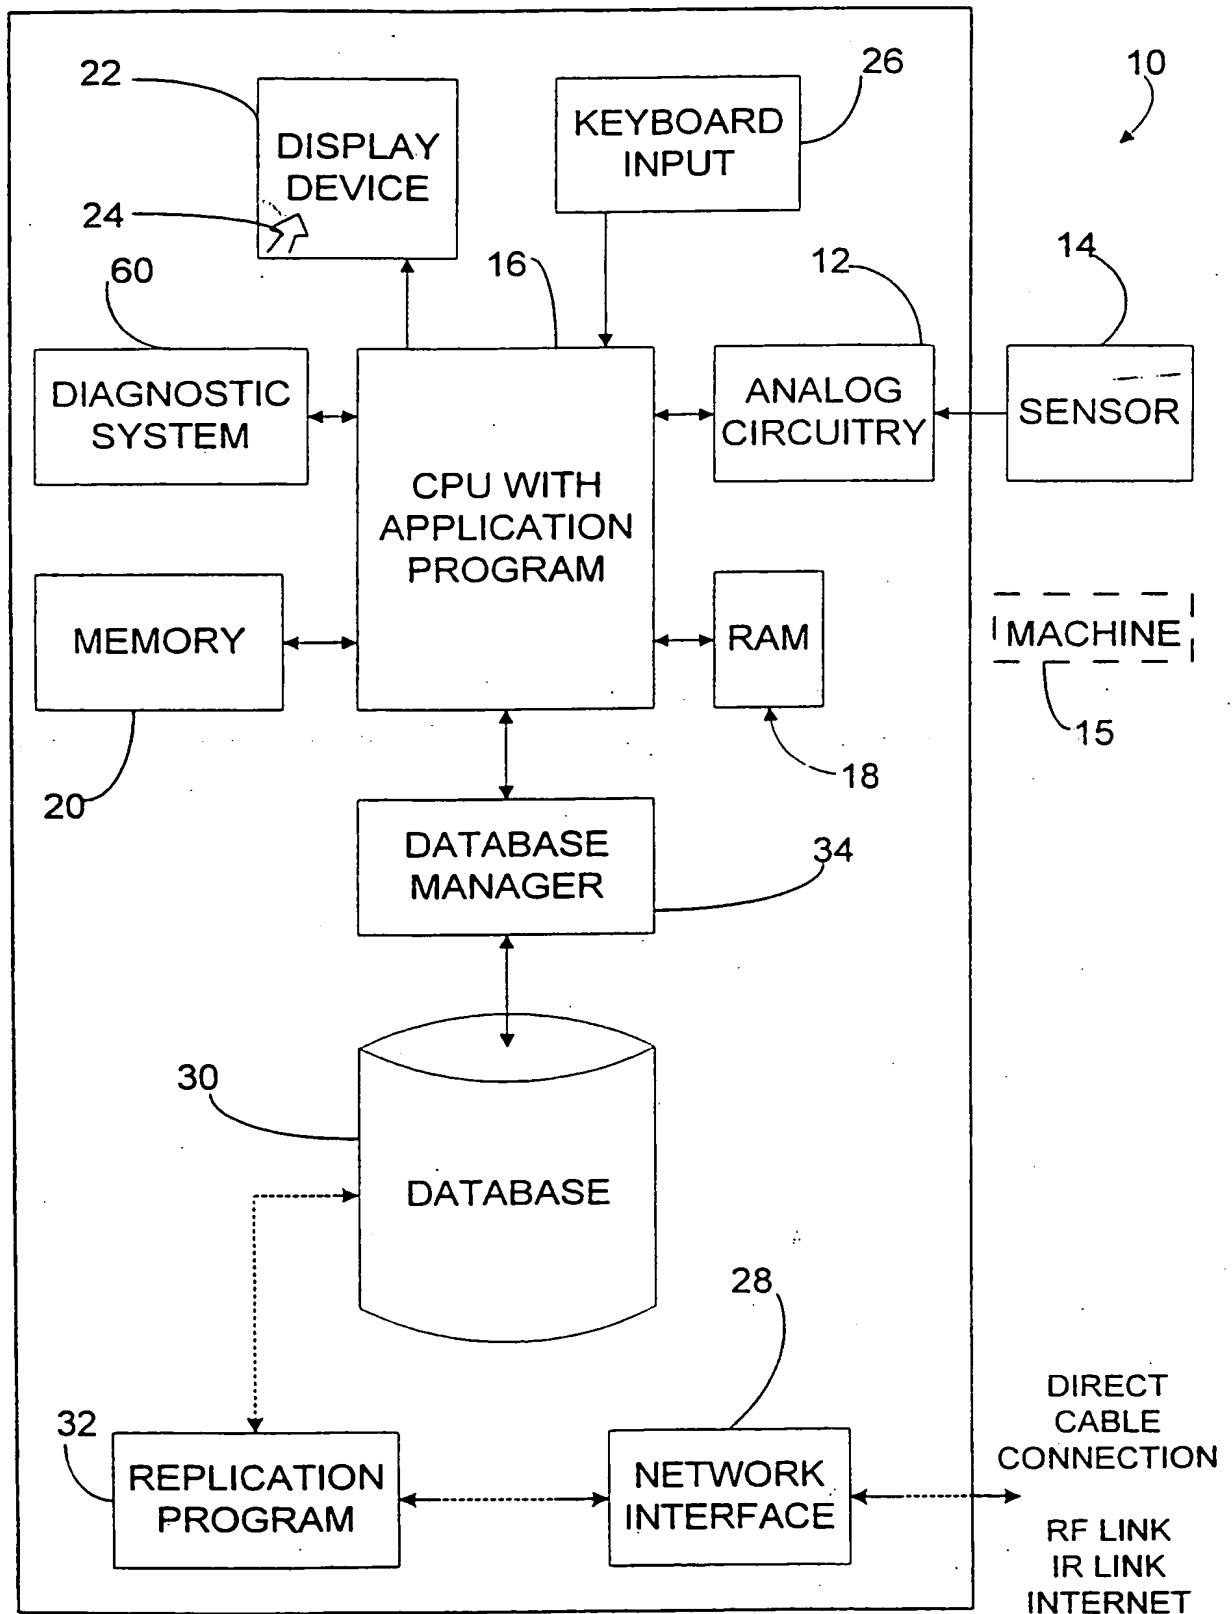 22
26
10
DISPLAY
DEVICE
KEYBOARD
INPUT
24
60
16
12
14
DIAGNOSTIC
SYSTEM
CPU WITH
APPLICATION
PROGRAM
ANALOG
CIRCUITRY
SENSOR
MEMORY
RAM
MACHINE
20
18
15
DATABASE
MANAGER
34
30
DATABASE
28
32
REPLICATION
PROGRAM
NETWORK
INTERFACE
DIRECT
CABLE
CONNECTION
RF LINK
IR LINK
INTERNET